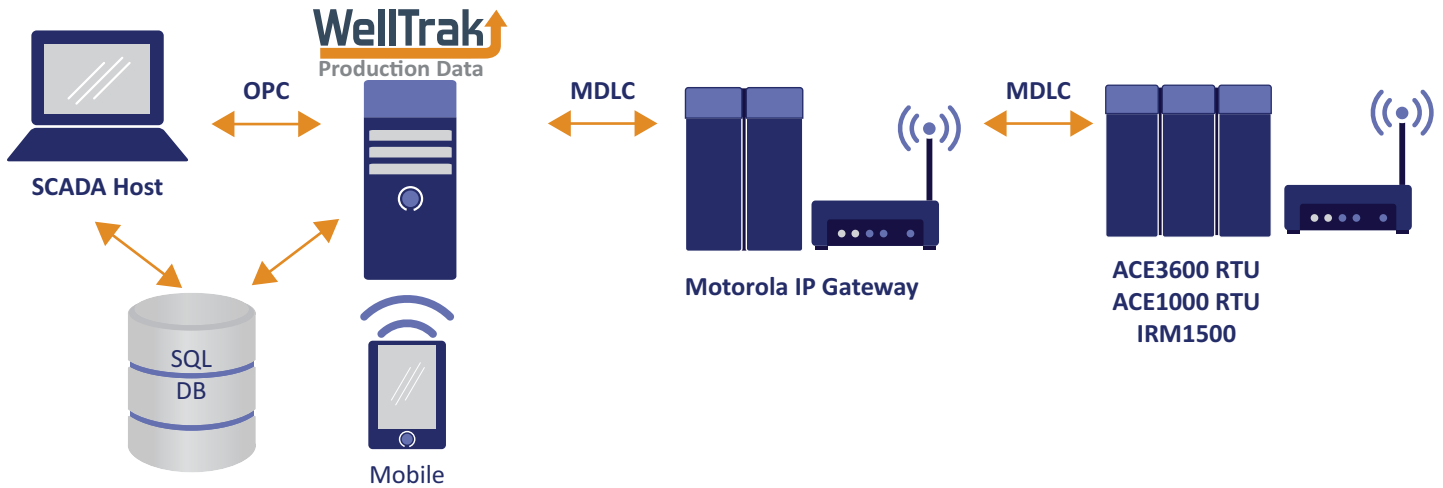 WellTrak
Production Data
OPC
MDLC
MDLC
SCADA Host
Motorola IP Gateway
ACE3600 RTU
ACE1000 RTU
IRM1500
SQL
DB
Mobile